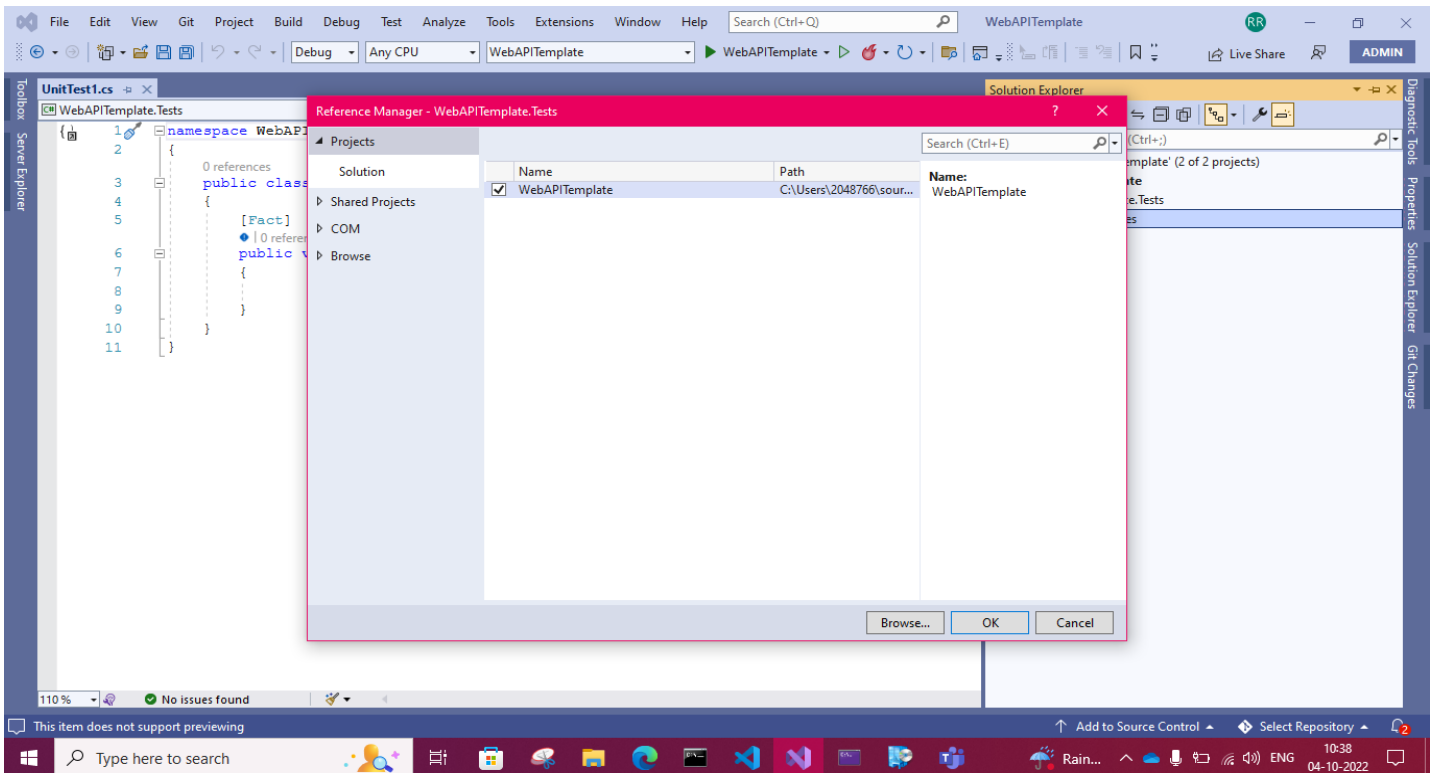 File Edit View Git Project Build Debug Test Analyze Tools Extensions Window Help Search (Ctrl+Q) WebAPITemplate RR
Debug Any CPU WebAPITemplate WebAPITemplate Live Share ADMIN
UnitTest1.cs
WebAPITemplate.Tests
1 namespace WebAPI
2 {
0 references
3 public class
4 {
5 [Fact]
0 refere
6 public v
7 {
8
9 }
10 }
11 }
Toolbox
Server Explorer
Reference Manager - WebAPITemplate.Tests ?
Projects
Solution
Shared Projects
COM
Browse
Search (Ctrl+E)
Name Path
WebAPITemplate C:\Users\2048766\sour...
Name:
WebAPITemplate
Browse... OK Cancel
Solution Explorer
(Ctrl+;)
emplate' (2 of 2 projects)
te
e.Tests
es
Diagnostic Tools
Properties
Solution Explorer
Git Changes
110 % No issues found
This item does not support previewing Add to Source Control Select Repository 2
Type here to search Rain... ENG 10:38
04-10-2022